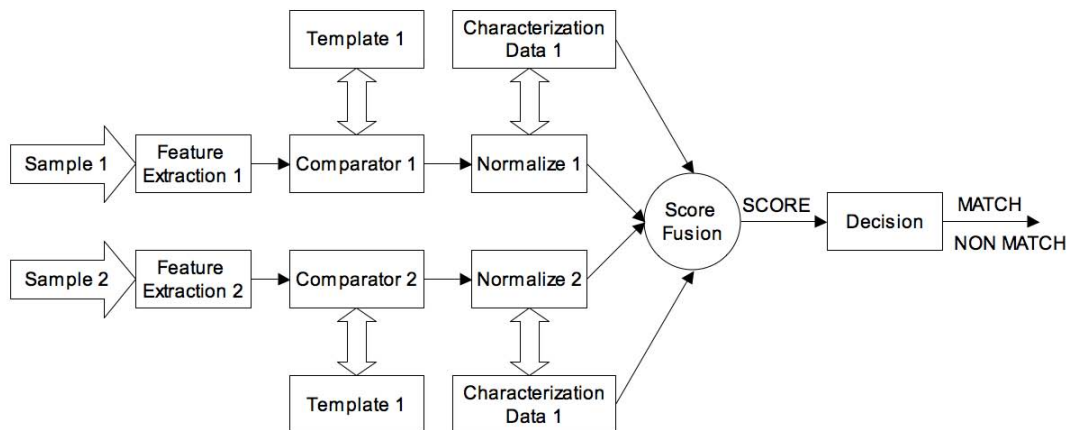 Template 1
Characterization
Data 1
Sample 1
Feature
Extraction 1
Comparator 1
Normalize 1
Score
Fusion
SCORE
Decision
MATCH
NON MATCH
Sample 2
Feature
Extraction 2
Comparator 2
Normalize 2
Template 1
Characterization
Data 1